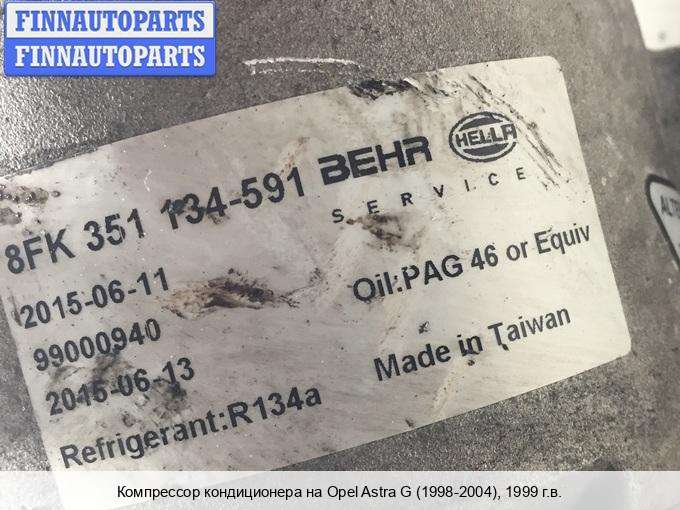 FINNAUTOPARTS
FINNAUTOPARTS
8FK 351 134-591 BEHR HELLA
SERVICE
2015-06-11
99000940
2015-06-13
Refrigerant:R134a
Oil:PAG 46 or Equiv
Made in Taiwan
ALTE
Компрессор кондиционера на Opel Astra G (1998-2004), 1999 г.в.